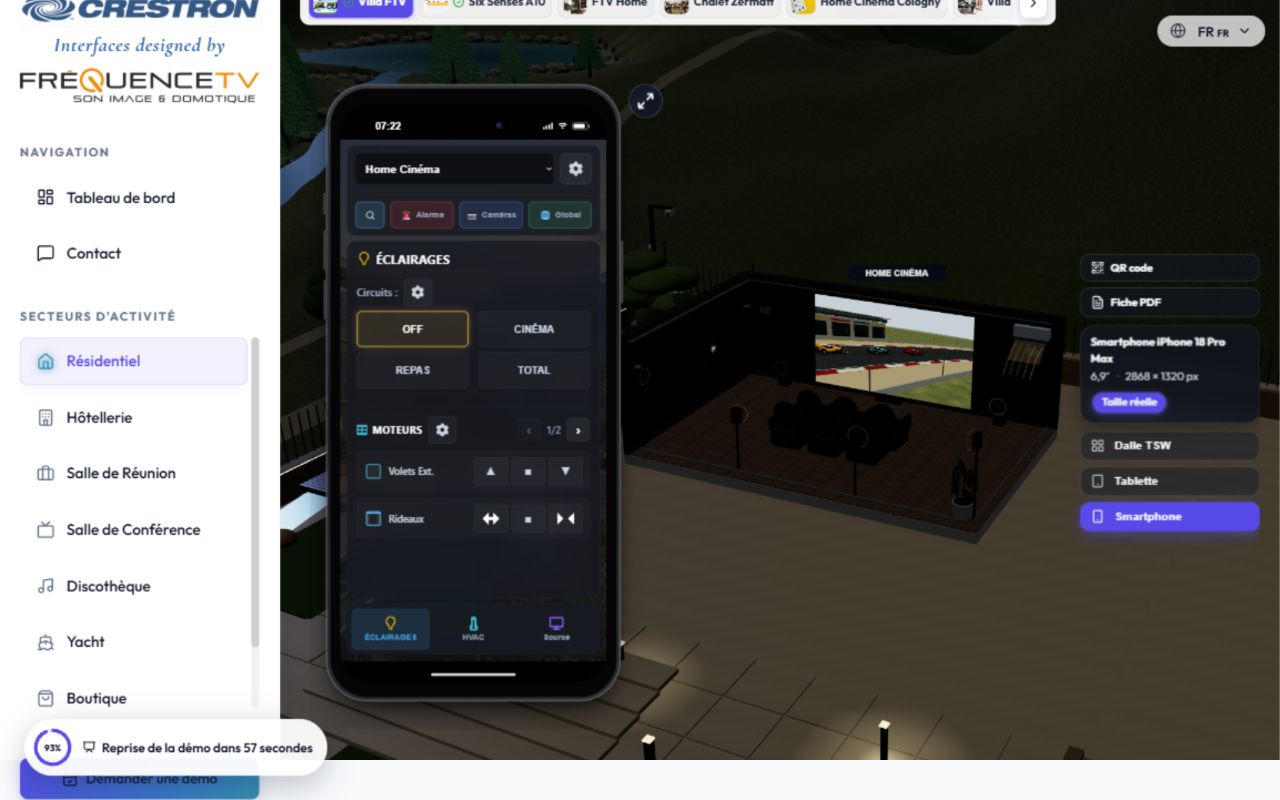 CRESTRON
Interfaces designed by
FRÉQUENCETV
SON IMAGE & DOMOTIQUE
NAVIGATION
Tableau de bord
Contact
SECTEURS D'ACTIVITÉ
Résidentiel
Hôtellerie
Salle de Réunion
Salle de Conférence
Discothèque
Yacht
Boutique
93%
Reprise de la démo dans 57 secondes
Demander une démo
Villa FTV
Six Senses A10
FTV Home
Chalet Zermatt
Home Cinema Cologny
Villa
FR FR
07:22
Home Cinéma
Alarme
Caméras
Global
ÉCLAIRAGES
Circuits :
OFF
CINÉMA
REPAS
TOTAL
MOTEURS
1/2
Volets Ext.
Rideaux
ÉCLAIRAGES
HVAC
Source
HOME CINÉMA
QR code
Fiche PDF
Smartphone iPhone 18 Pro
Max
6,9" · 2868 × 1320 px
Taille réelle
Dalle TSW
Tablette
Smartphone